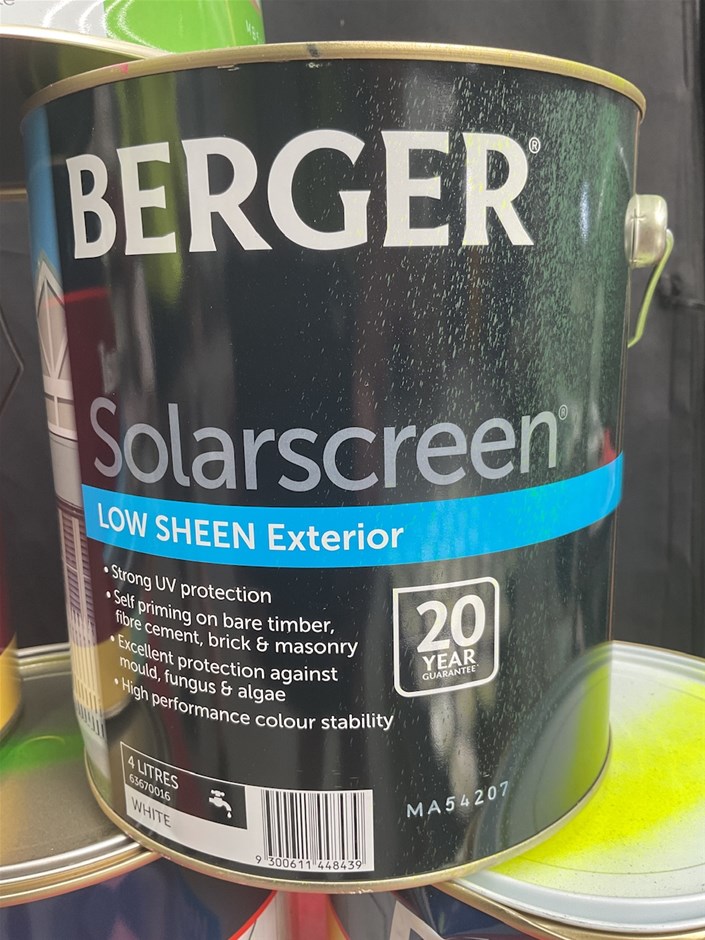 BERGER®
Solarscreen®
LOW SHEEN Exterior
• Strong UV protection
• Self priming on bare timber,
fibre cement, brick & masonry
• Excellent protection against
mould, fungus & algae
• High performance colour stability
20
YEAR
GUARANTEE
4 LITRES
63670016
WHITE
9 300611 448439
MA54207